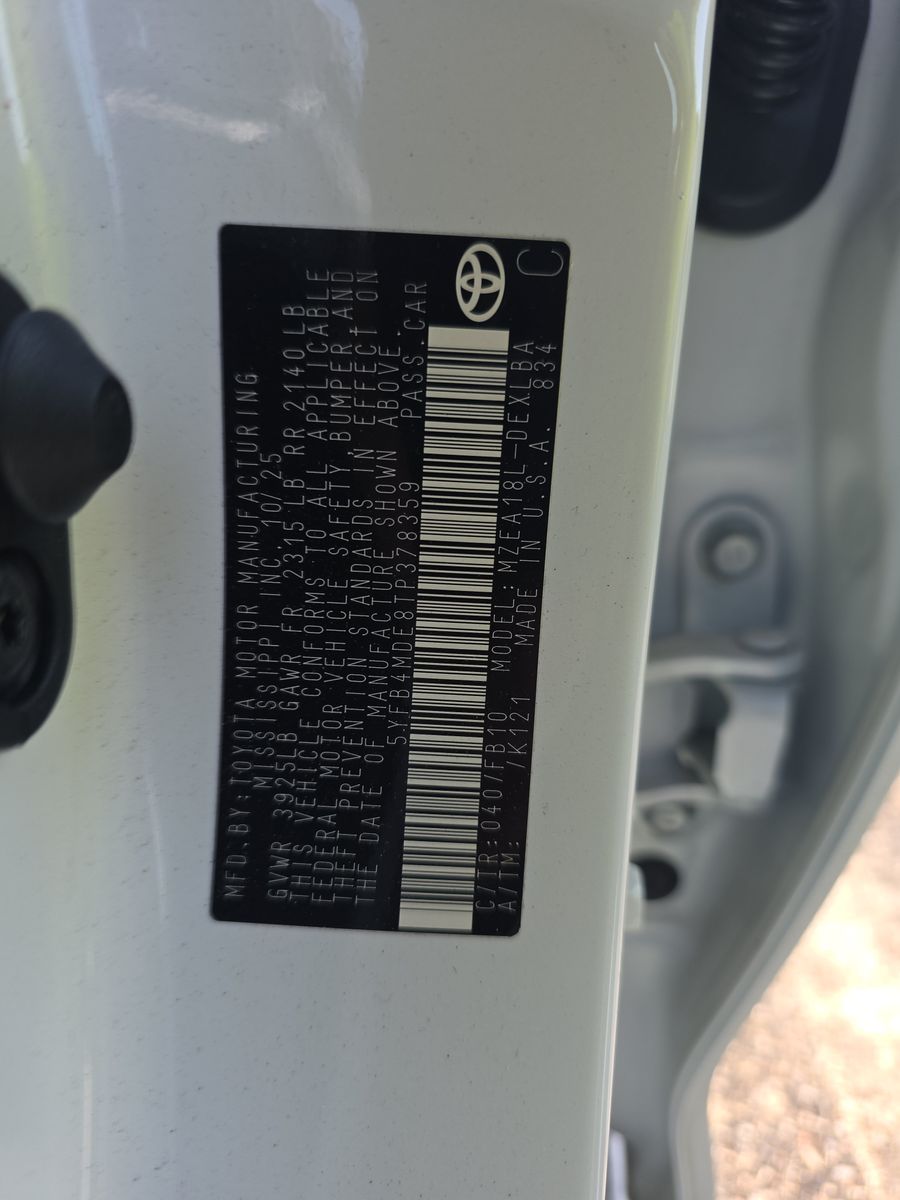 MFD.BY:TOYOTA MOTOR MANUFACTURING,
MISSISSIPPI INC. 10/25
GVWR 3925LB GAWR FR 2315 LB RR 2140 LB
THIS VEHICLE CONFORMS TO ALL APPLICABLE
FEDERAL MOTOR VEHICLE SAFETY, BUMPER, AND
THEFT PREVENTION STANDARDS IN EFFECT ON
THE DATE OF MANUFACTURE SHOWN ABOVE.
5YFB4MDE8TP378359 PASS.CAR
C/TR:040/FB10 MODEL:MZEA18L-DEXLBA
A/TM: /K121 MADE IN U.S.A. 834
C